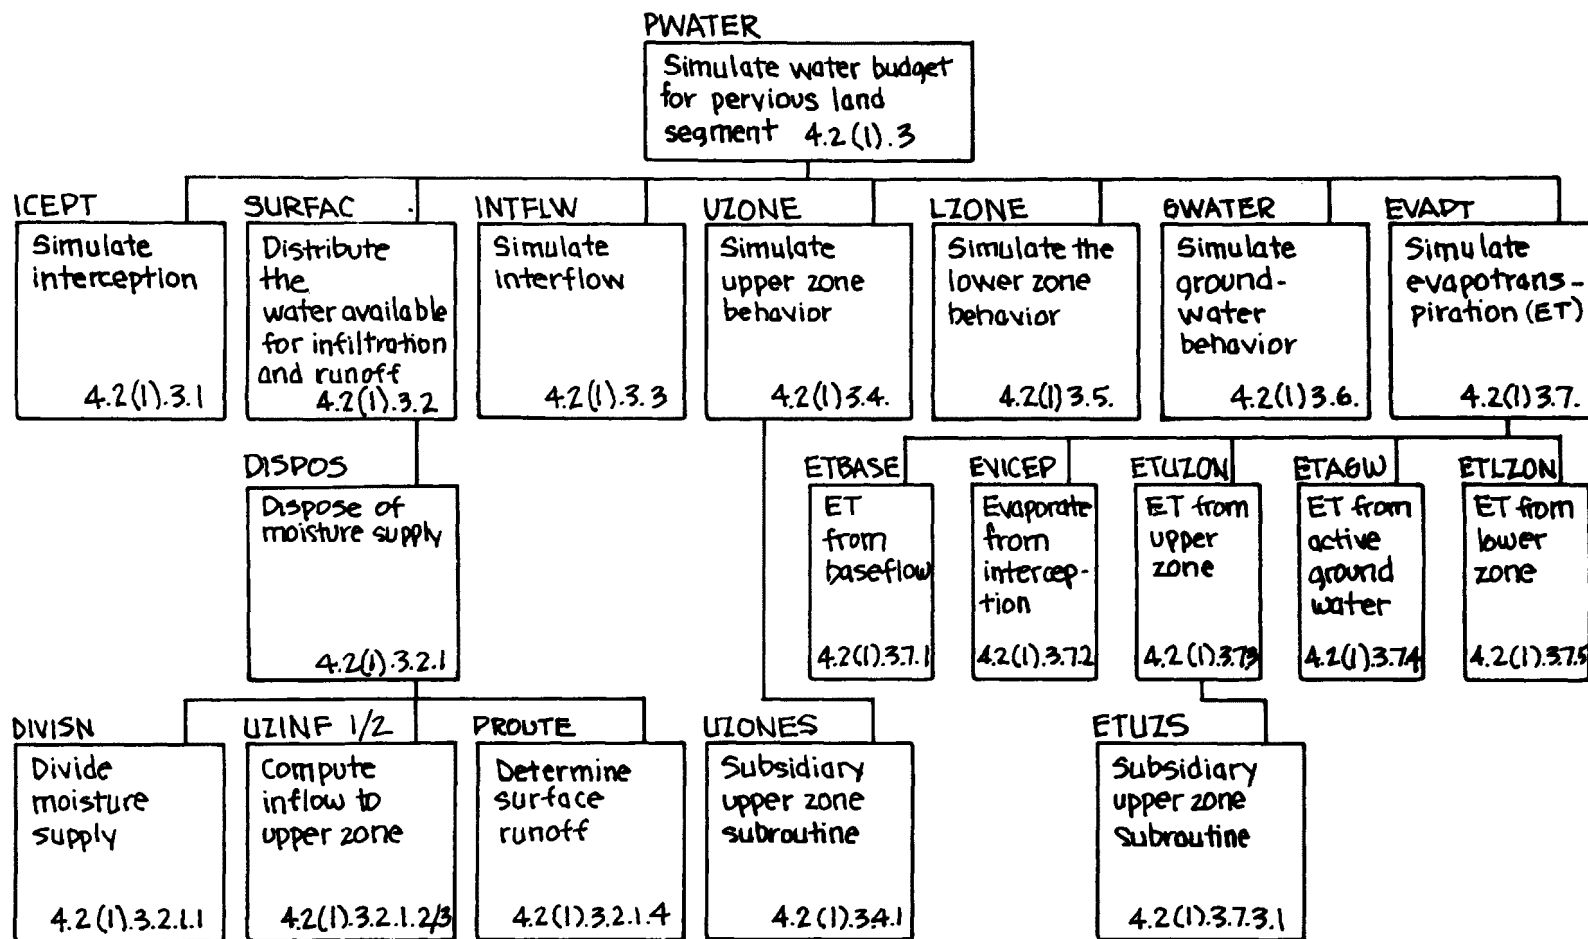 PWATER
Simulate water budget
for pervious land
segment 4.2(1).3
ICEPT
Simulate
interception
4.2(1).3.1
SURFAC
Distribute
the
water available
for infiltration
and runoff
4.2(1).3.2
INTFLW
Simulate
interflow
4.2(1).3.3
UZONE
Simulate
upper zone
behavior
4.2(1)3.4.
LZONE
Simulate the
lower zone
behavior
4.2(1)3.5.
GWATER
Simulate
ground-
water
behavior
4.2(1)3.6.
EVAPT
Simulate
evapotrans-
piration (ET)
4.2(1)3.7.
DISPOS
Dispose of
moisture supply
4.2(1).3.2.1
ETBASE
ET
from
baseflow
4.2(1).3.7.1
EVICEP
Evaporate
from
intercep-
tion
4.2(1).3.7.2
ETUZON
ET from
upper
zone
4.2(1).3.7.3
ETAGW
ET from
active
ground
water
4.2(1).3.7.4
ETLZON
ET from
lower
zone
4.2(1).3.7.5
DIVISN
Divide
moisture
supply
4.2(1).3.2.1.1
UZINF 1/2
Compute
inflow to
upper zone
4.2(1).3.2.1.2/3
PROUTE
Determine
surface
runoff
4.2(1).3.2.1.4
UZONES
Subsidiary
upper zone
subroutine
4.2(1).3.4.1
ETUZS
Subsidiary
upper zone
subroutine
4.2(1).3.7.3.1